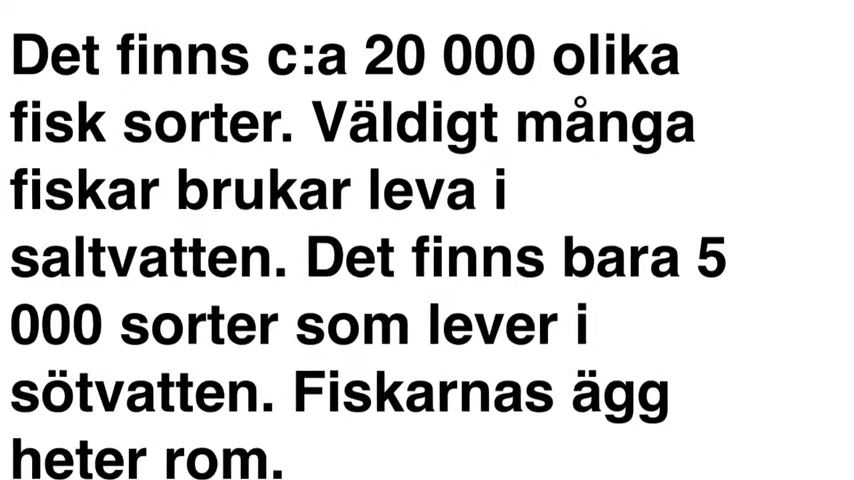 Det finns c:a 20 000 olika
fisk sorter. Väldigt många
fiskar brukar leva i
saltvatten. Det finns bara 5
000 sorter som lever i
sötvatten. Fiskarnas ägg
heter rom.